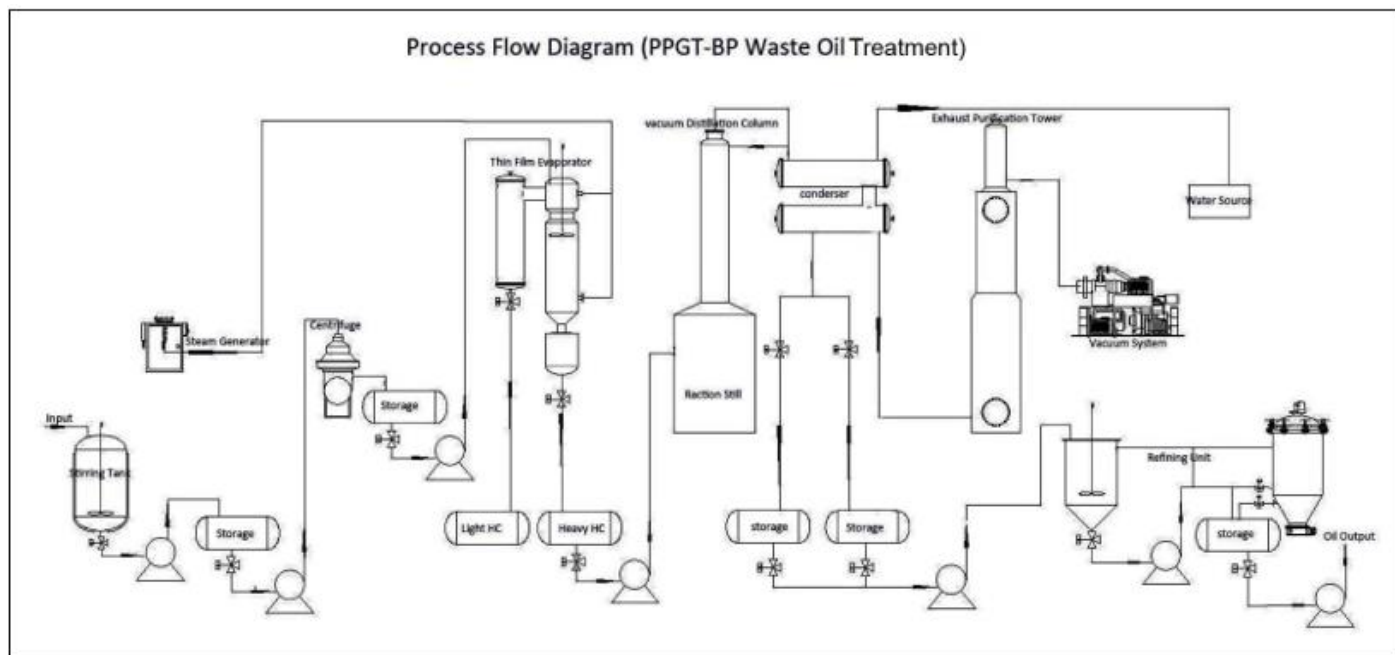 Process Flow Diagram (PPGT-BP Waste Oil Treatment)
vacuum Distillation Column
Exhaust Purification Tower
Thin Film Evaporator
conderser
Water Source
Steam Generator
Centrifuge
Vacuum System
Raction Still
Storage
Input
Stirring Tank
Refining Unit
Storage
Light HC
Heavy HC
storage
Storage
storage
Oil Output